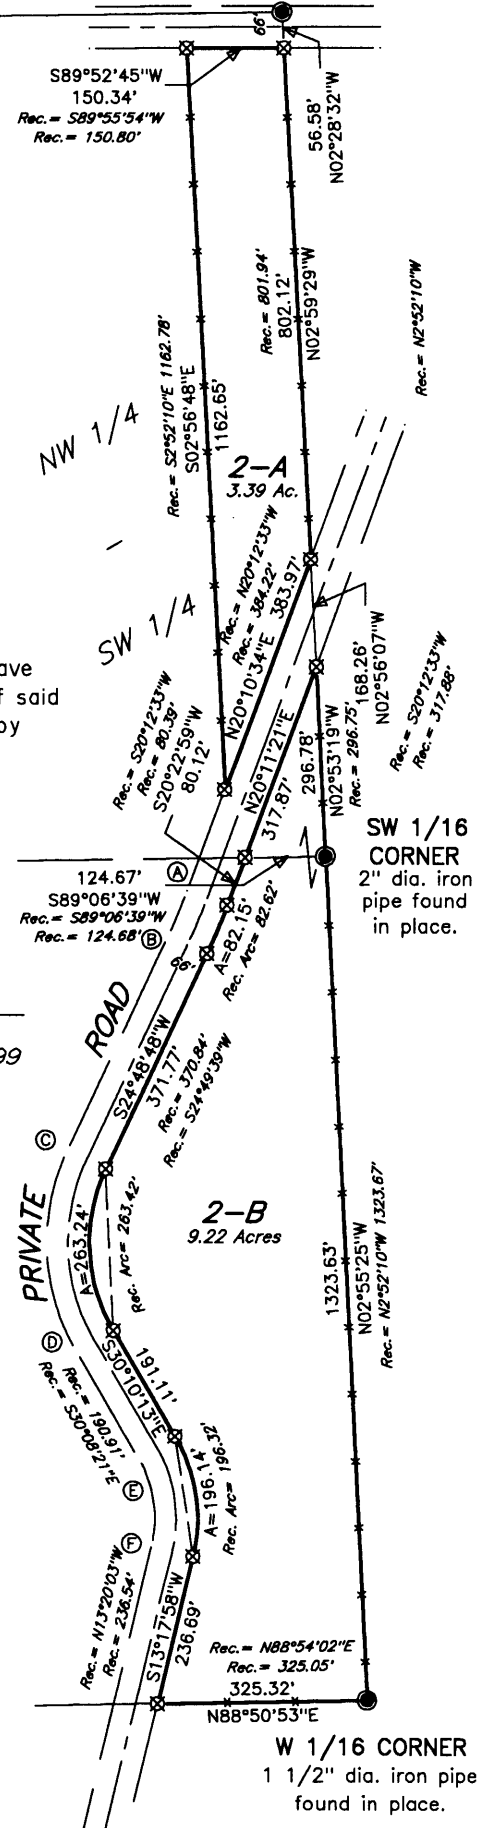 66'
S89°52'45"W
150.34'
Rec.= S89°55'54"W
Rec.= 150.80'
56.58'
N02°28'32"W
Rec.= 801.94'
802.12'
N02°59'29"W
Rec.= N2°52'10"W
Rec.= S2°52'10"E 1162.78'
S02°56'48"E
1162.65'
NW 1/4
2-A
3.39 Ac.
SW 1/4
Rec.= N20°12'33"W
Rec.= 384.22'
N20°10'34"E 383.97'
168.26'
N02°56'07"W
ave
f said
by
Rec.= S20°12'33"W
Rec.= 80.39'
S20°22'59"W
80.12'
N20°11'21"E
317.87'
296.78'
N02°53'19"W
Rec.= 296.75'
Rec.= S20°12'33"W
Rec.= 317.88'
SW 1/16
CORNER
2" dia. iron
pipe found
in place.
A
124.67'
S89°06'39"W
Rec.= S89°06'39"W
Rec.= 124.68'
B
66'
A=82.15'
Rec. Arc= 82.62'
99
ROAD
S24°48'48"W
371.77'
Rec.= 370.84'
Rec.= S24°49'39"W
C
PRIVATE
A=263.24'
Rec. Arc= 263.42'
2-B
9.22 Acres
1323.63'
N02°55'25"W
Rec.= N2°52'10"W 1323.67'
D
191.11'
S30°10'13"E
Rec.= 190.91'
Rec.= S30°08'21"E
E
A=196.14'
Rec. Arc= 196.32'
F
Rec.= N13°20'03"W
Rec.= 236.54'
S13°17'58"W
236.69'
Rec.= N88°54'02"E
Rec.= 325.05'
325.32'
N88°50'53"E
W 1/16 CORNER
1 1/2" dia. iron pipe
found in place.